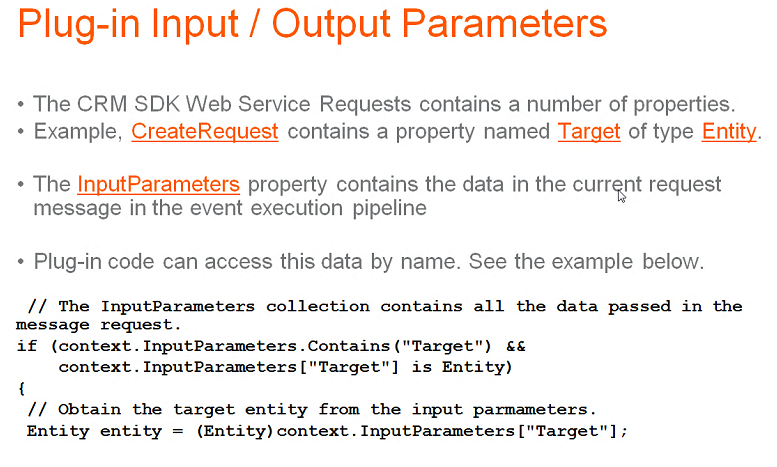 Plug-in Input / Output Parameters
• The CRM SDK Web Service Requests contains a number of properties.
• Example, CreateRequest contains a property named Target of type Entity.
• The InputParameters property contains the data in the current request
message in the event execution pipeline
• Plug-in code can access this data by name. See the example below.
// The InputParameters collection contains all the data passed in the
message request.
if (context.InputParameters.Contains("Target") &&
context.InputParameters["Target"] is Entity)
{
// Obtain the target entity from the input parmameters.
Entity entity = (Entity)context.InputParameters["Target"];